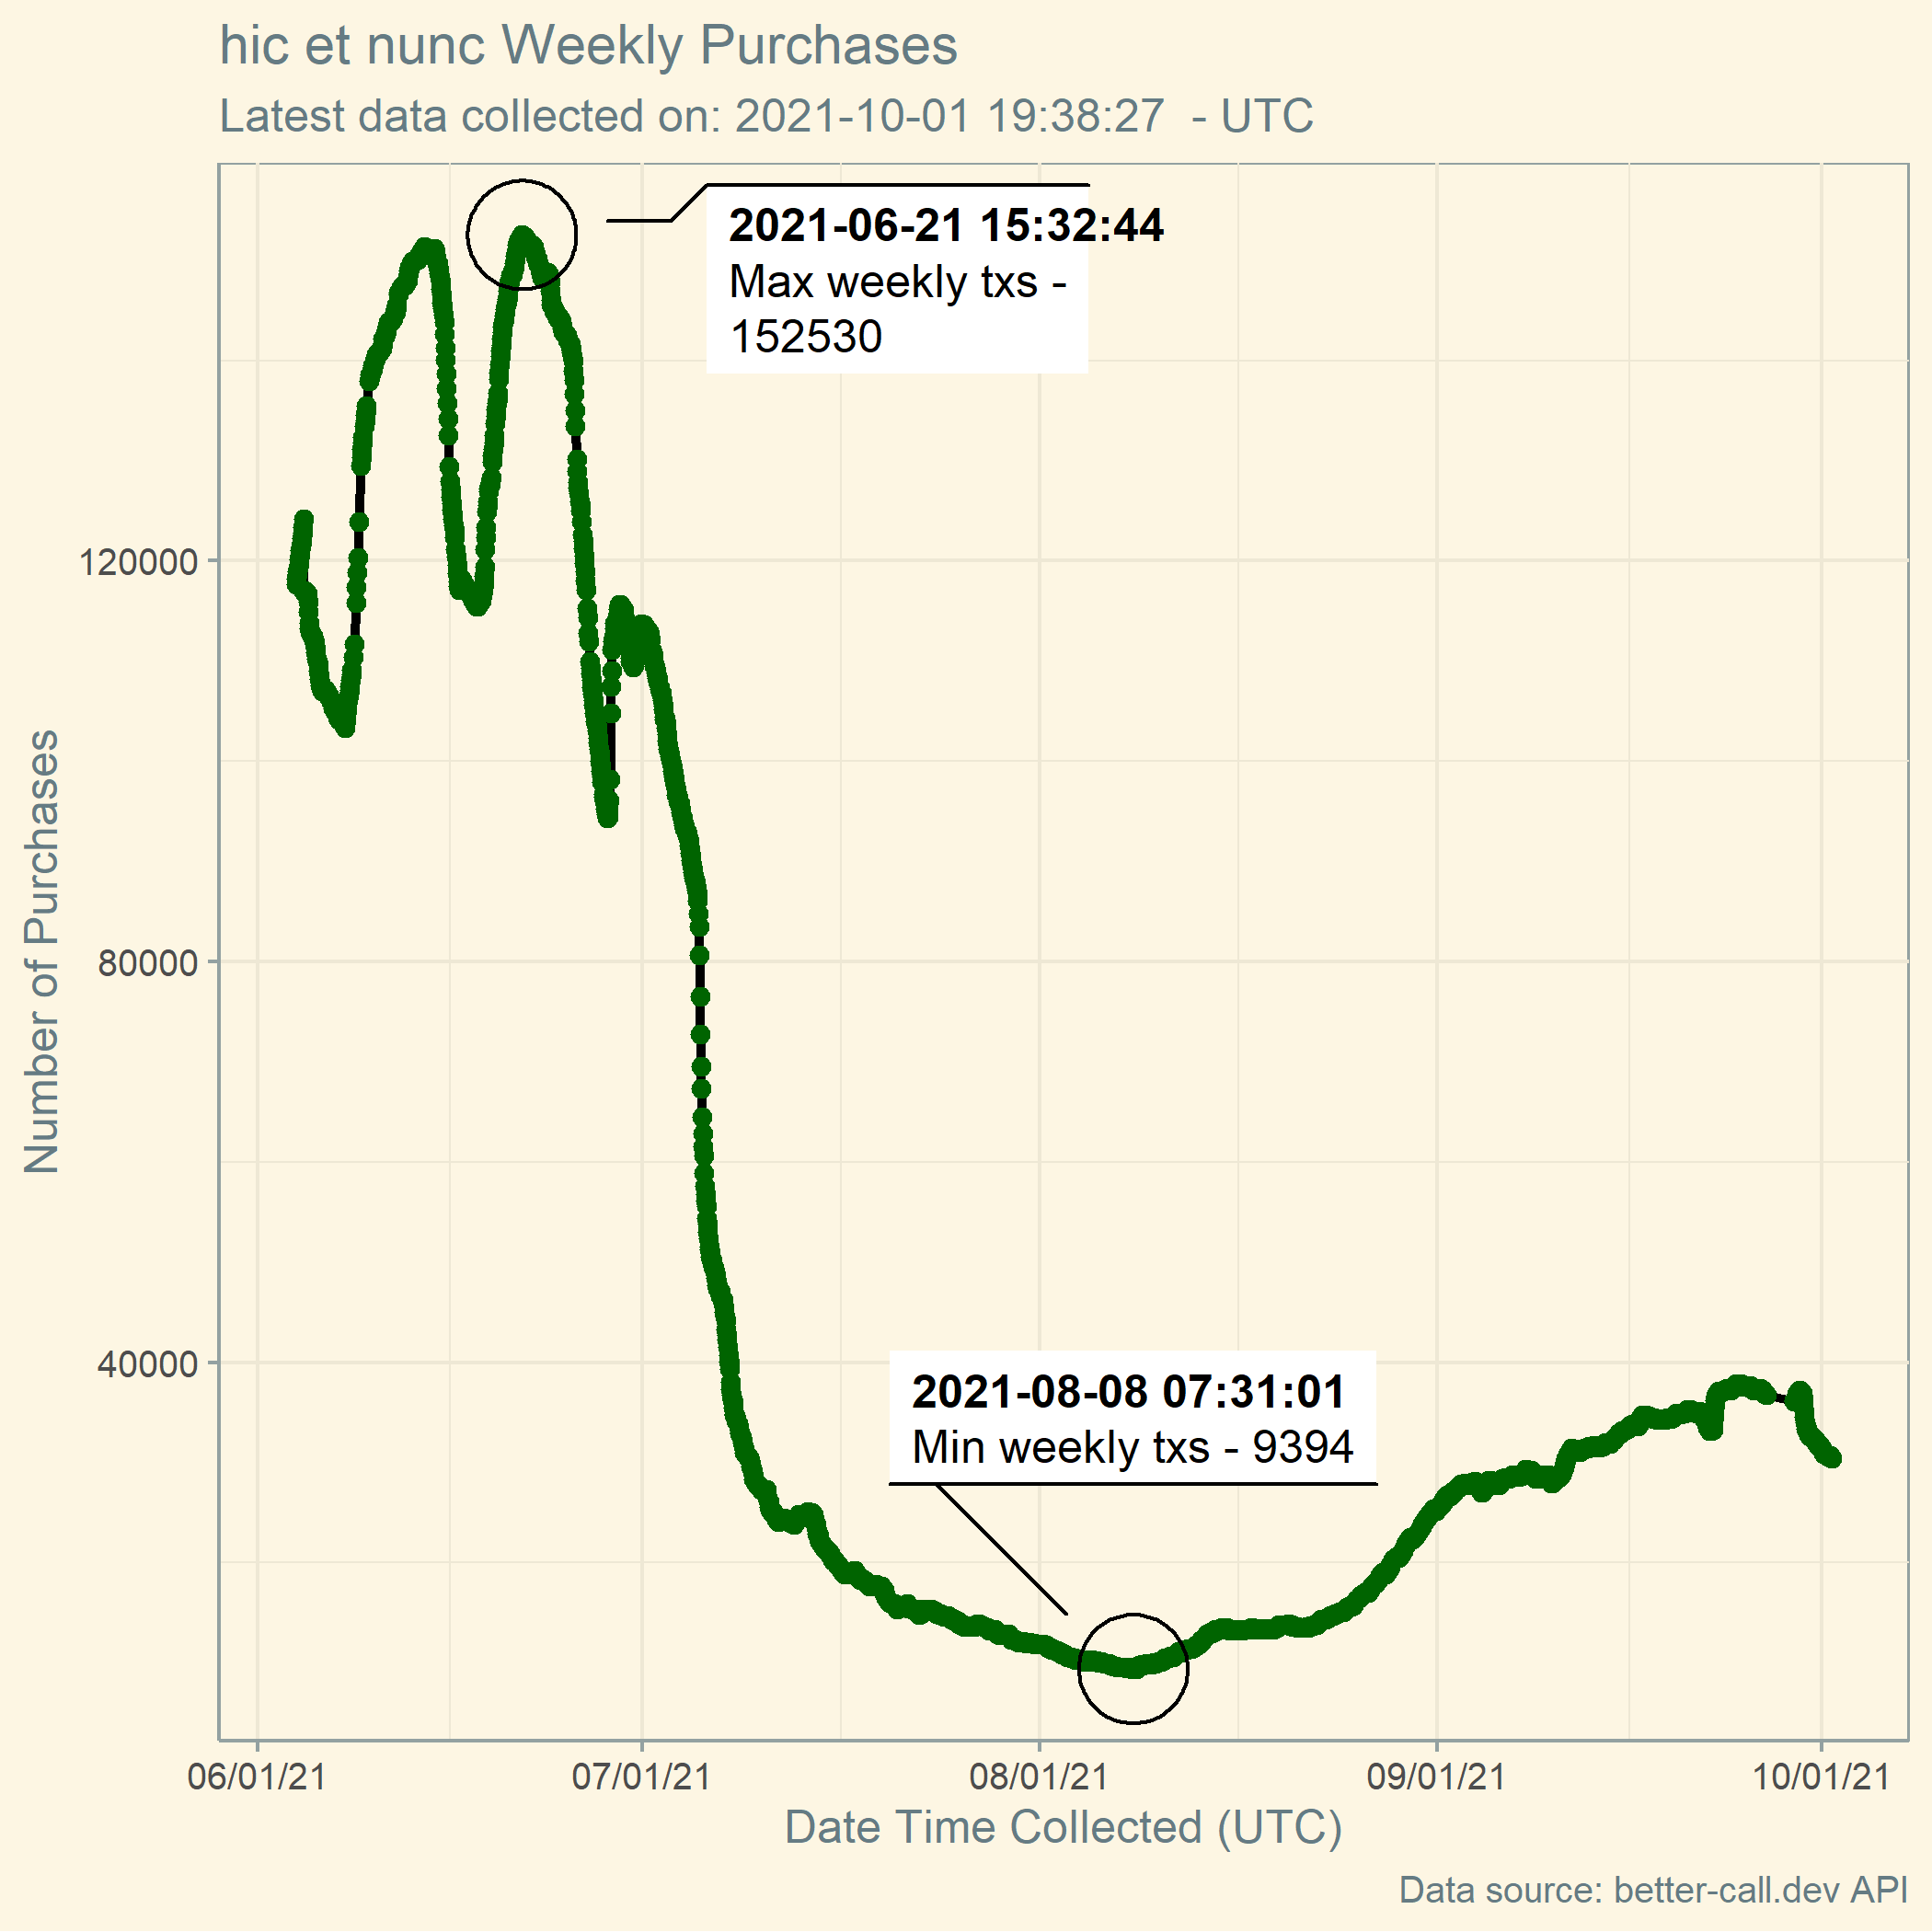 hic et nunc Weekly Purchases
Latest data collected on: 2021-10-01 19:38:27  - UTC
2021-06-21 15:32:44
Max weekly txs -
152530
120000
80000
40000
Number of Purchases
2021-08-08 07:31:01
Min weekly txs - 9394
06/01/21 07/01/21 08/01/21 09/01/21 10/01/21
Date Time Collected (UTC)
Data source: better-call.dev API